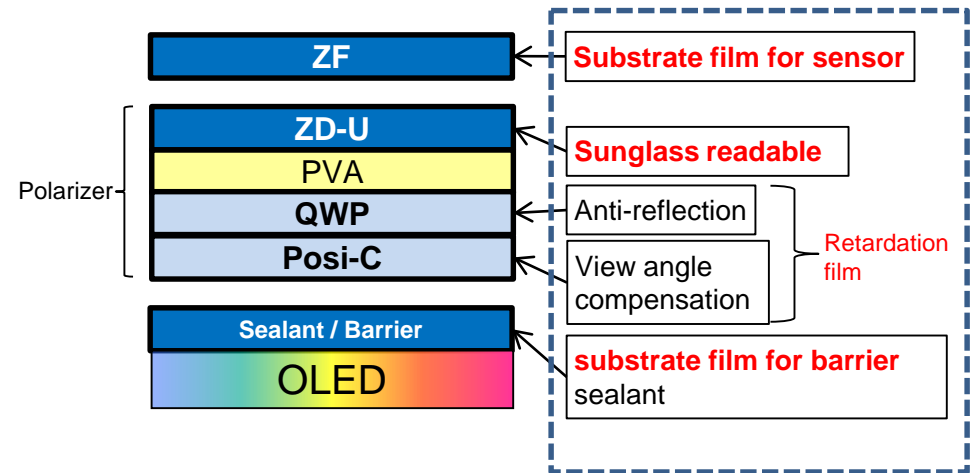 ZF
Substrate film for sensor
ZD-U
Sunglass readable
PVA
Polarizer
QWP
Anti-reflection
Retardation
film
Posi-C
View angle
compensation
Sealant / Barrier
substrate film for barrier
sealant
OLED